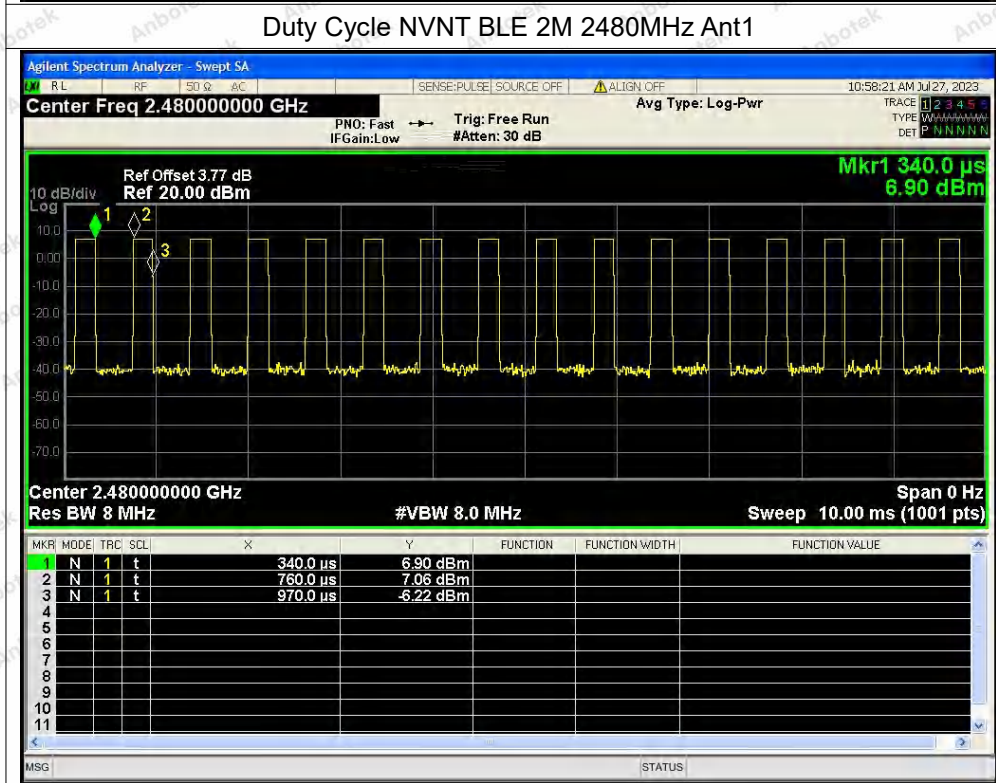 Duty Cycle NVNT BLE 2M 2480MHz Ant1
Agilent Spectrum Analyzer - Swept SA
LXI RL RF 50 Ω AC SENSE:PULSE SOURCE OFF ALIGN OFF 10:58:21 AM Jul 27, 2023
Center Freq 2.480000000 GHz Avg Type: Log-Pwr TRACE 1 2 3 4 5 6
PNO: Fast Trig: Free Run TYPE W
IFGain:Low #Atten: 30 dB DET P N N N N N
Mkr1 340.0 µs
Ref Offset 3.77 dB
10 dB/div Ref 20.00 dBm 6.90 dBm
Log
1 2
10.0
3
0.00
-10.0
-20.0
-30.0
-40.0
-50.0
-60.0
-70.0
Center 2.480000000 GHz Span 0 Hz
Res BW 8 MHz #VBW 8.0 MHz Sweep 10.00 ms (1001 pts)
MKR MODE TRC SCL X Y FUNCTION FUNCTION WIDTH FUNCTION VALUE
1 N 1 t 340.0 µs 6.90 dBm
2 N 1 t 760.0 µs 7.06 dBm
3 N 1 t 970.0 µs -6.22 dBm
4
5
6
7
8
9
10
11
MSG STATUS
Anbotek